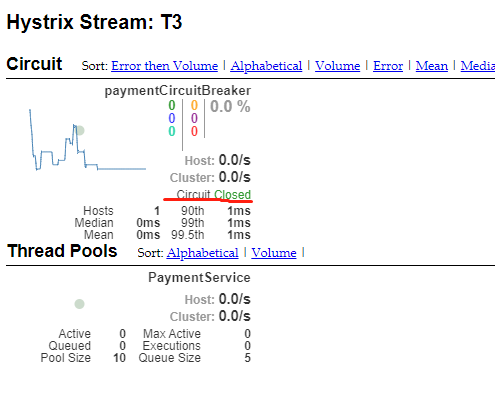 Hystrix Stream: T3
Circuit Sort: Error then Volume | Alphabetical | Volume | Error | Mean | Media
paymentCircuitBreaker
0 0 0.0 %
0 0
0 0
Host: 0.0/s
Cluster: 0.0/s
Circuit Closed
Hosts 1 90th 1ms
Median 0ms 99th 1ms
Mean 0ms 99.5th 1ms
Thread Pools Sort: Alphabetical | Volume |
PaymentService
Host: 0.0/s
Cluster: 0.0/s
Active 0 Max Active 0
Queued 0 Executions 0
Pool Size 10 Queue Size 5